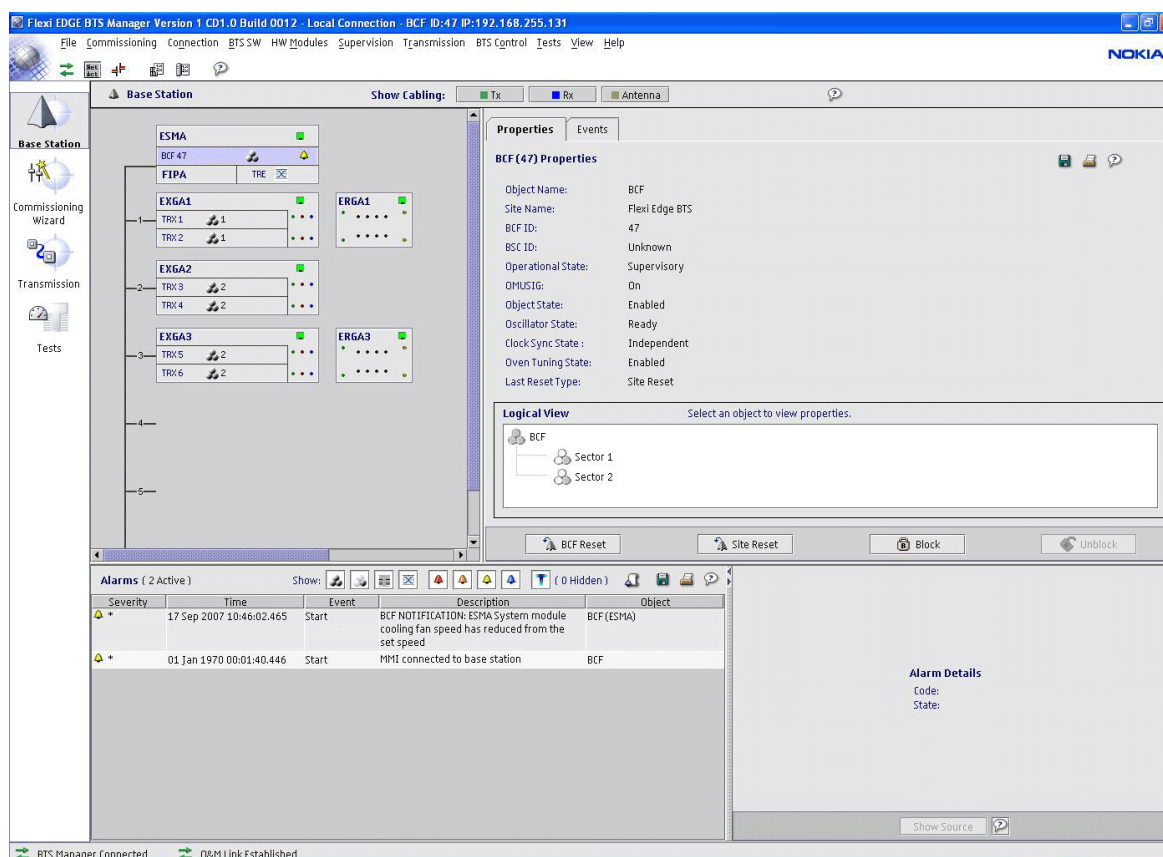 Flexi EDGE BTS Manager Version 1 CD1.0 Build 0012 - Local Connection - BCF ID:47 IP:192.168.255.131
File Commissioning Connection BTS SW HW Modules Supervision Transmission BTS Control Tests View Help
NOKIA
Net
Act
Base Station Show Cabling: Tx Rx Antenna
Base Station
Commissioning
Wizard
Transmission
Tests
ESMA
BCF 47
FIPA TRE
EXGA1 ERGA1
1 TRX 1 1
TRX 2 1
EXGA2
2 TRX 3 2
TRX 4 2
EXGA3 ERGA3
3 TRX 5 2
TRX 6 2
4
5
Properties Events
BCF (47) Properties
Object Name: BCF
Site Name: Flexi Edge BTS
BCF ID: 47
BSC ID: Unknown
Operational State: Supervisory
OMUSIG: On
Object State: Enabled
Oscillator State: Ready
Clock Sync State : Independent
Oven Tuning State: Enabled
Last Reset Type: Site Reset
Logical View Select an object to view properties.
BCF
Sector 1
Sector 2
BCF Reset Site Reset B Block Unblock
Alarms ( 2 Active ) Show: ( 0 Hidden )
Severity Time Event Description Object
* 17 Sep 2007 10:46:02.465 Start BCF NOTIFICATION: ESMA System module BCF (ESMA)
cooling fan speed has reduced from the
set speed
* 01 Jan 1970 00:01:40.446 Start MMI connected to base station BCF
Alarm Details
Code:
State:
Show Source
BTS Manager Connected O&M Link Established